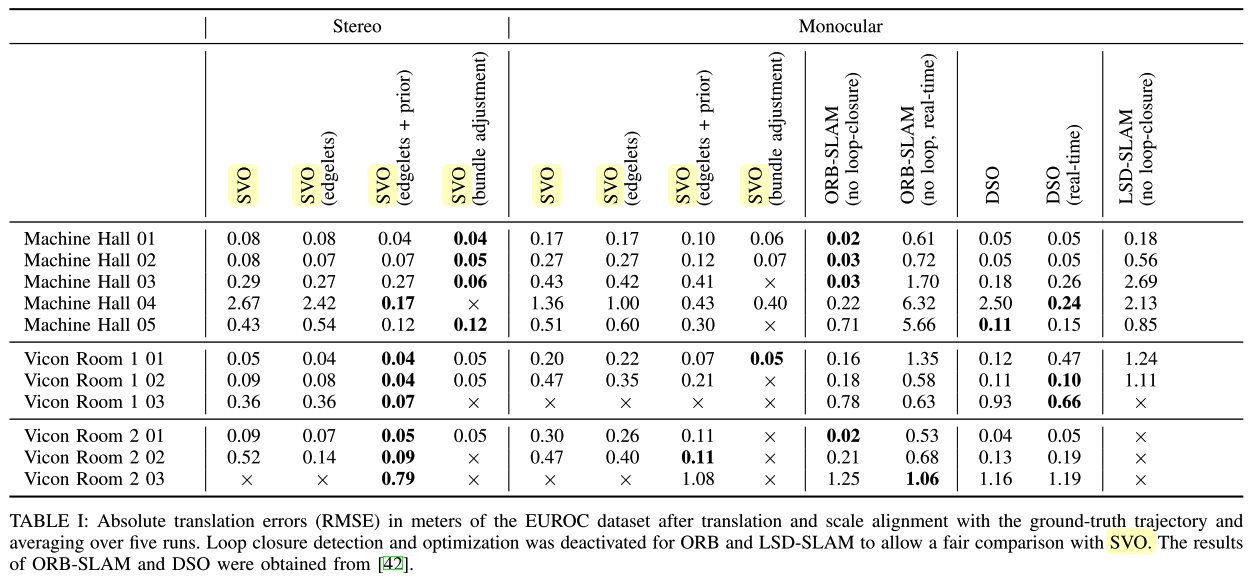 Stereo Monocular
SVO SVO (edgelets) SVO (edgelets + prior) SVO (bundle adjustment) SVO SVO (edgelets) SVO (edgelets + prior) SVO (bundle adjustment) ORB-SLAM (no loop-closure) ORB-SLAM (no loop, real-time) DSO DSO (real-time) LSD-SLAM (no loop-closure)
Machine Hall 01 0.08 0.08 0.04 0.04 0.17 0.17 0.10 0.06 0.02 0.61 0.05 0.05 0.18
Machine Hall 02 0.08 0.07 0.07 0.05 0.27 0.27 0.12 0.07 0.03 0.72 0.05 0.05 0.56
Machine Hall 03 0.29 0.27 0.27 0.06 0.43 0.42 0.41 × 0.03 1.70 0.18 0.26 2.69
Machine Hall 04 2.67 2.42 0.17 × 1.36 1.00 0.43 0.40 0.22 6.32 2.50 0.24 2.13
Machine Hall 05 0.43 0.54 0.12 0.12 0.51 0.60 0.30 × 0.71 5.66 0.11 0.15 0.85
Vicon Room 1 01 0.05 0.04 0.04 0.05 0.20 0.22 0.07 0.05 0.16 1.35 0.12 0.47 1.24
Vicon Room 1 02 0.09 0.08 0.04 0.05 0.47 0.35 0.21 × 0.18 0.58 0.11 0.10 1.11
Vicon Room 1 03 0.36 0.36 0.07 × × × × × 0.78 0.63 0.93 0.66 ×
Vicon Room 2 01 0.09 0.07 0.05 0.05 0.30 0.26 0.11 × 0.02 0.53 0.04 0.05 ×
Vicon Room 2 02 0.52 0.14 0.09 × 0.47 0.40 0.11 × 0.21 0.68 0.13 0.19 ×
Vicon Room 2 03 × × 0.79 × × × 1.08 × 1.25 1.06 1.16 1.19 ×
TABLE I: Absolute translation errors (RMSE) in meters of the EUROC dataset after translation and scale alignment with the ground-truth trajectory and
averaging over five runs. Loop closure detection and optimization was deactivated for ORB and LSD-SLAM to allow a fair comparison with SVO. The results
of ORB-SLAM and DSO were obtained from [42].